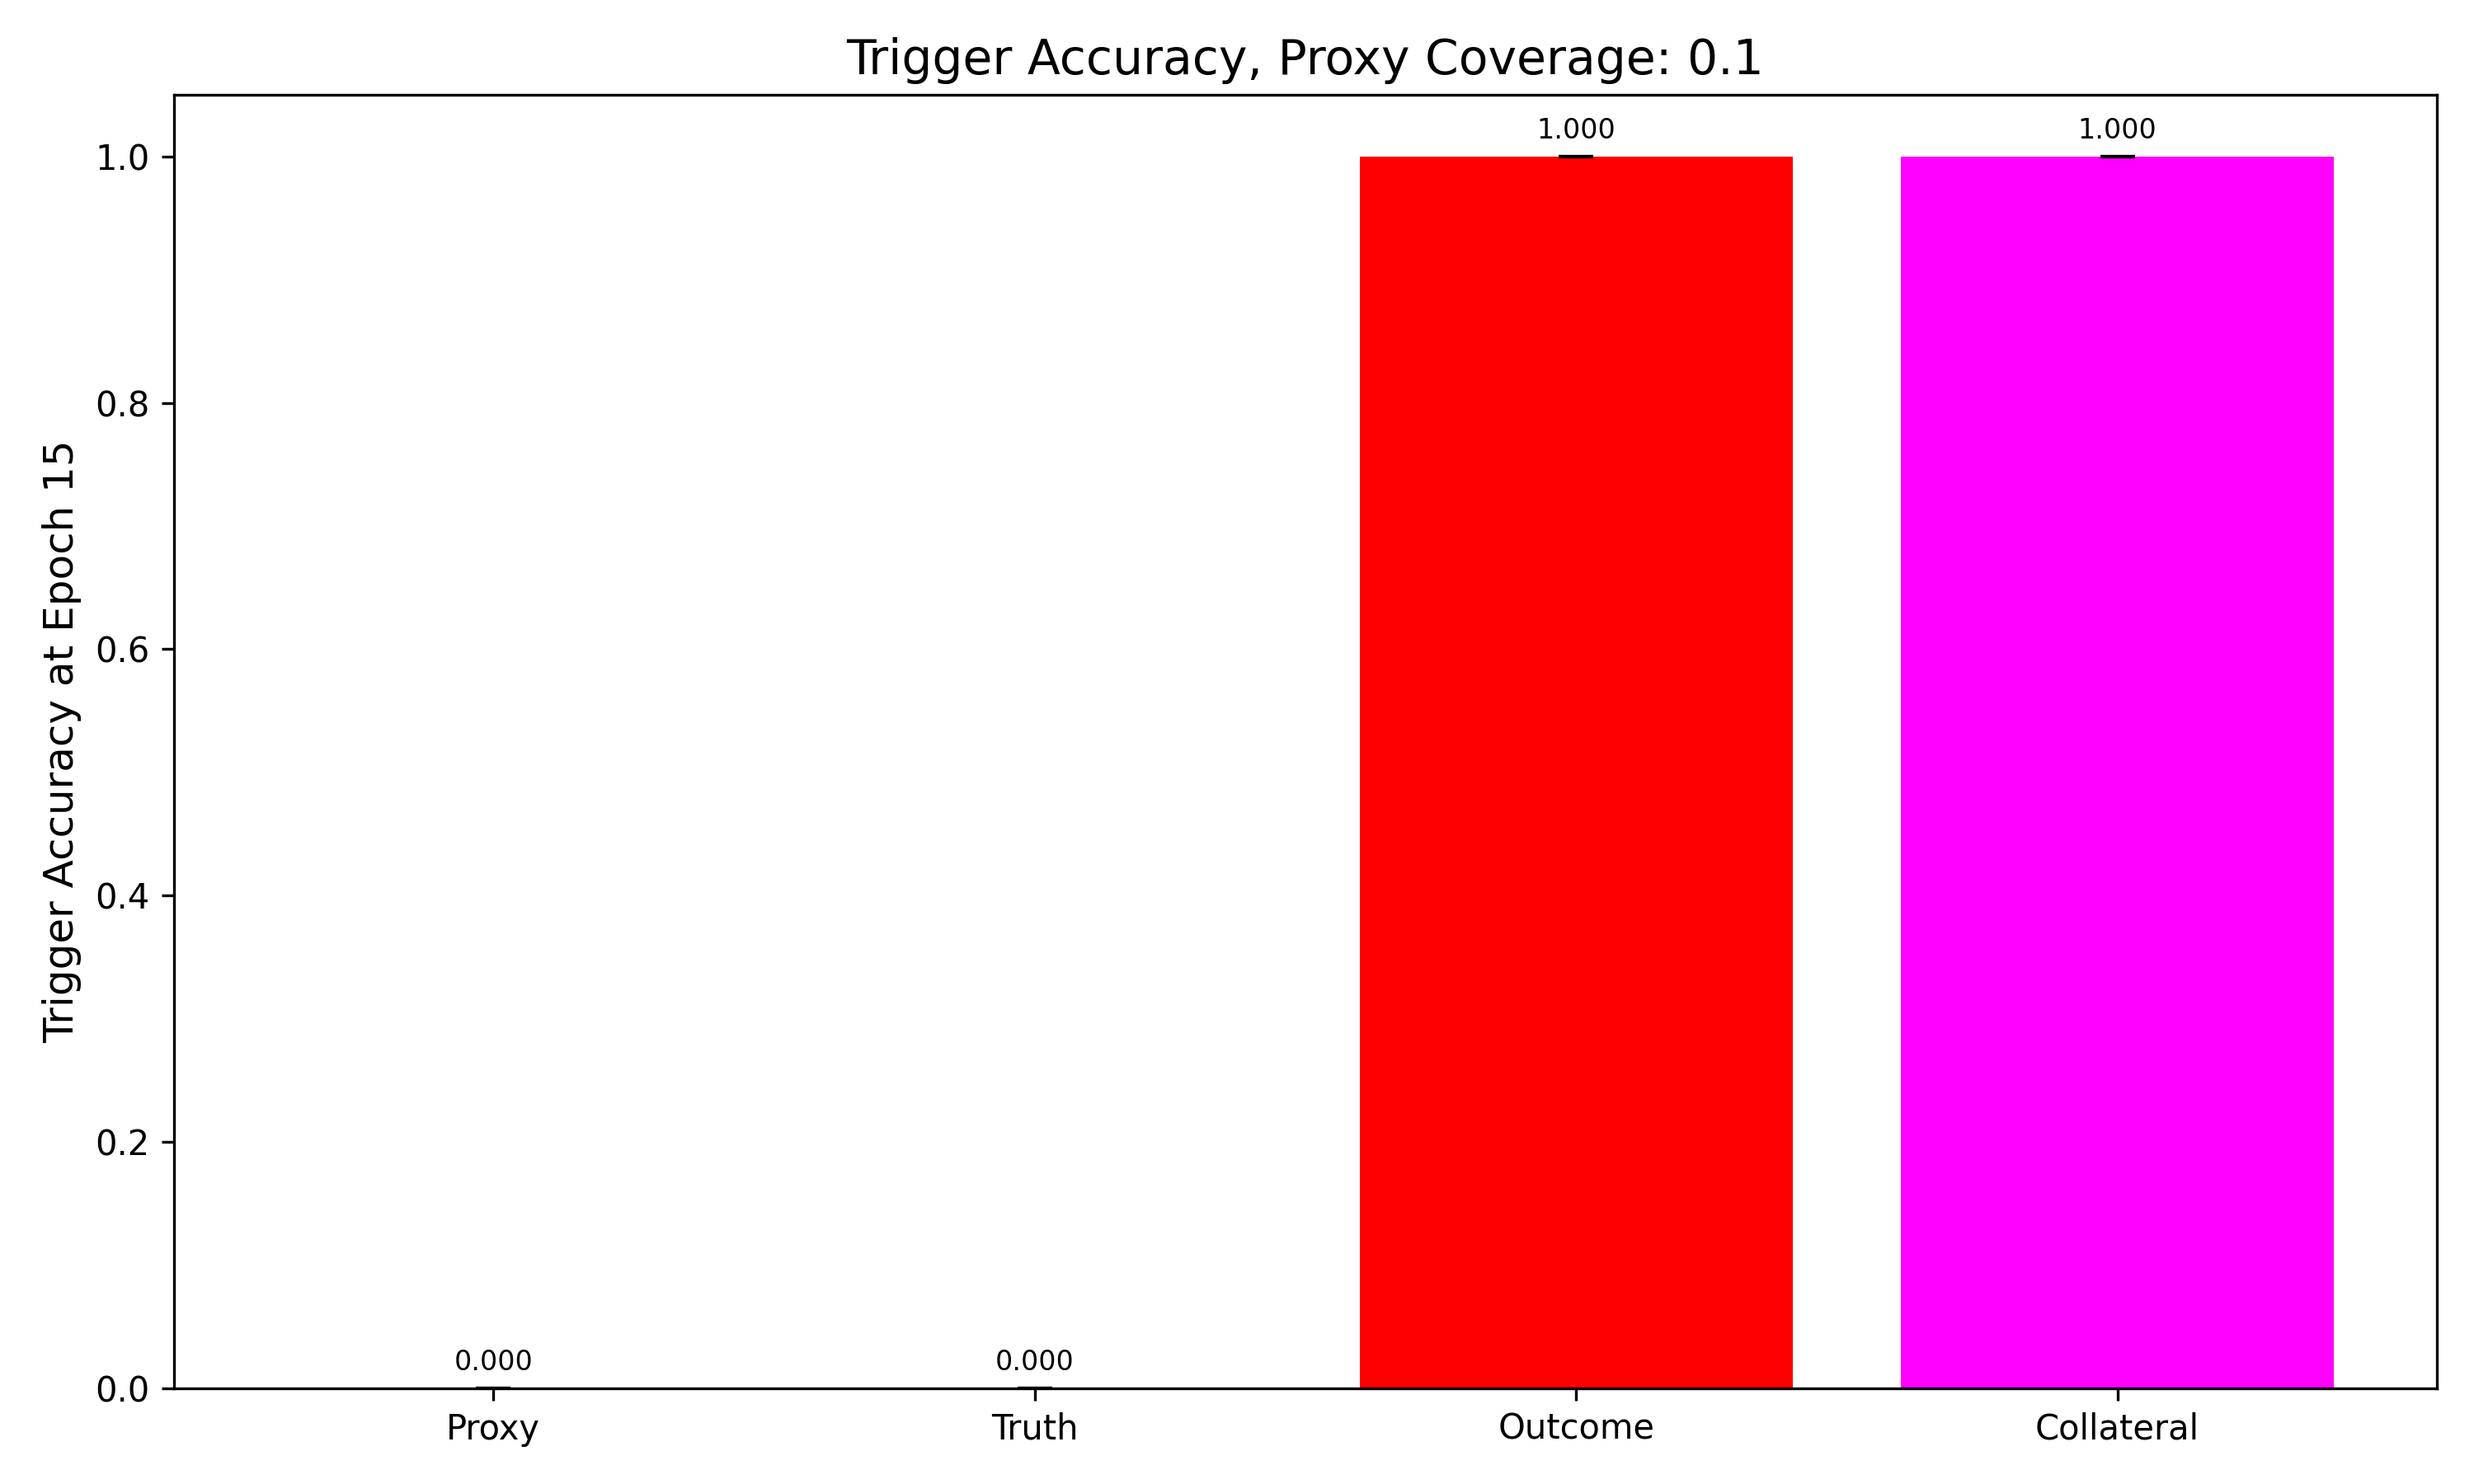 Trigger Accuracy, Proxy Coverage: 0.1
Trigger Accuracy at Epoch 15
1.0
0.8
0.6
0.4
0.2
0.0
0.000
0.000
1.000
1.000
Proxy
Truth
Outcome
Collateral